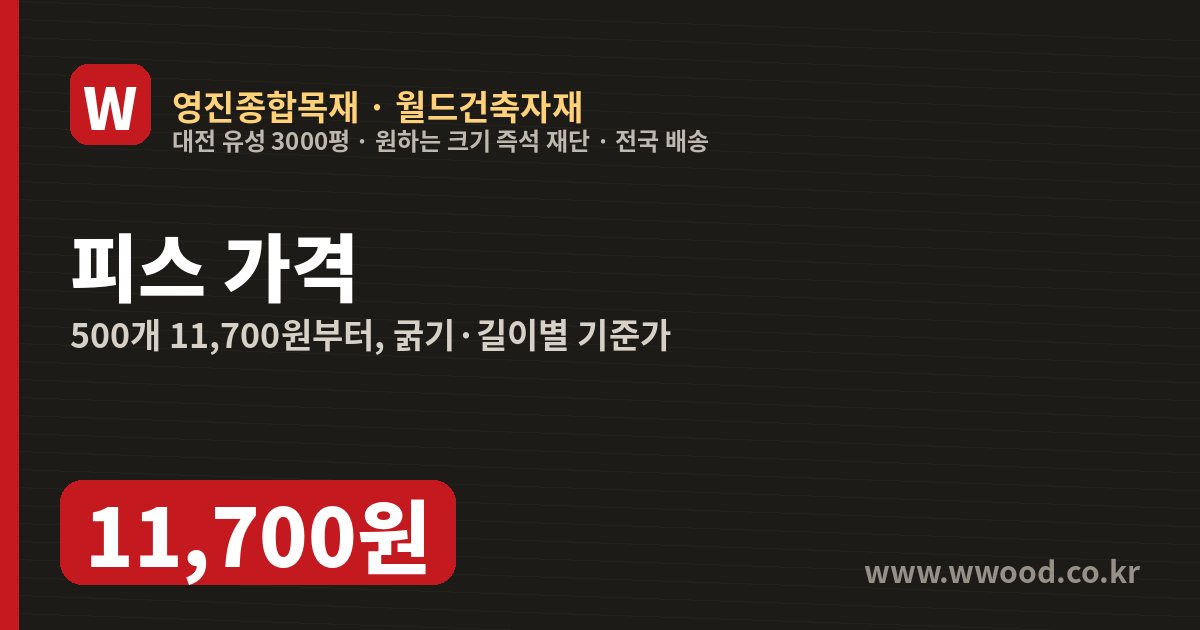 W
영진종합목재 · 월드건축자재
대전 유성 3000평 · 원하는 크기 즉석 재단 · 전국 배송
피스 가격
500개 11,700원부터, 굵기·길이별 기준가
11,700원
www.wwood.co.kr